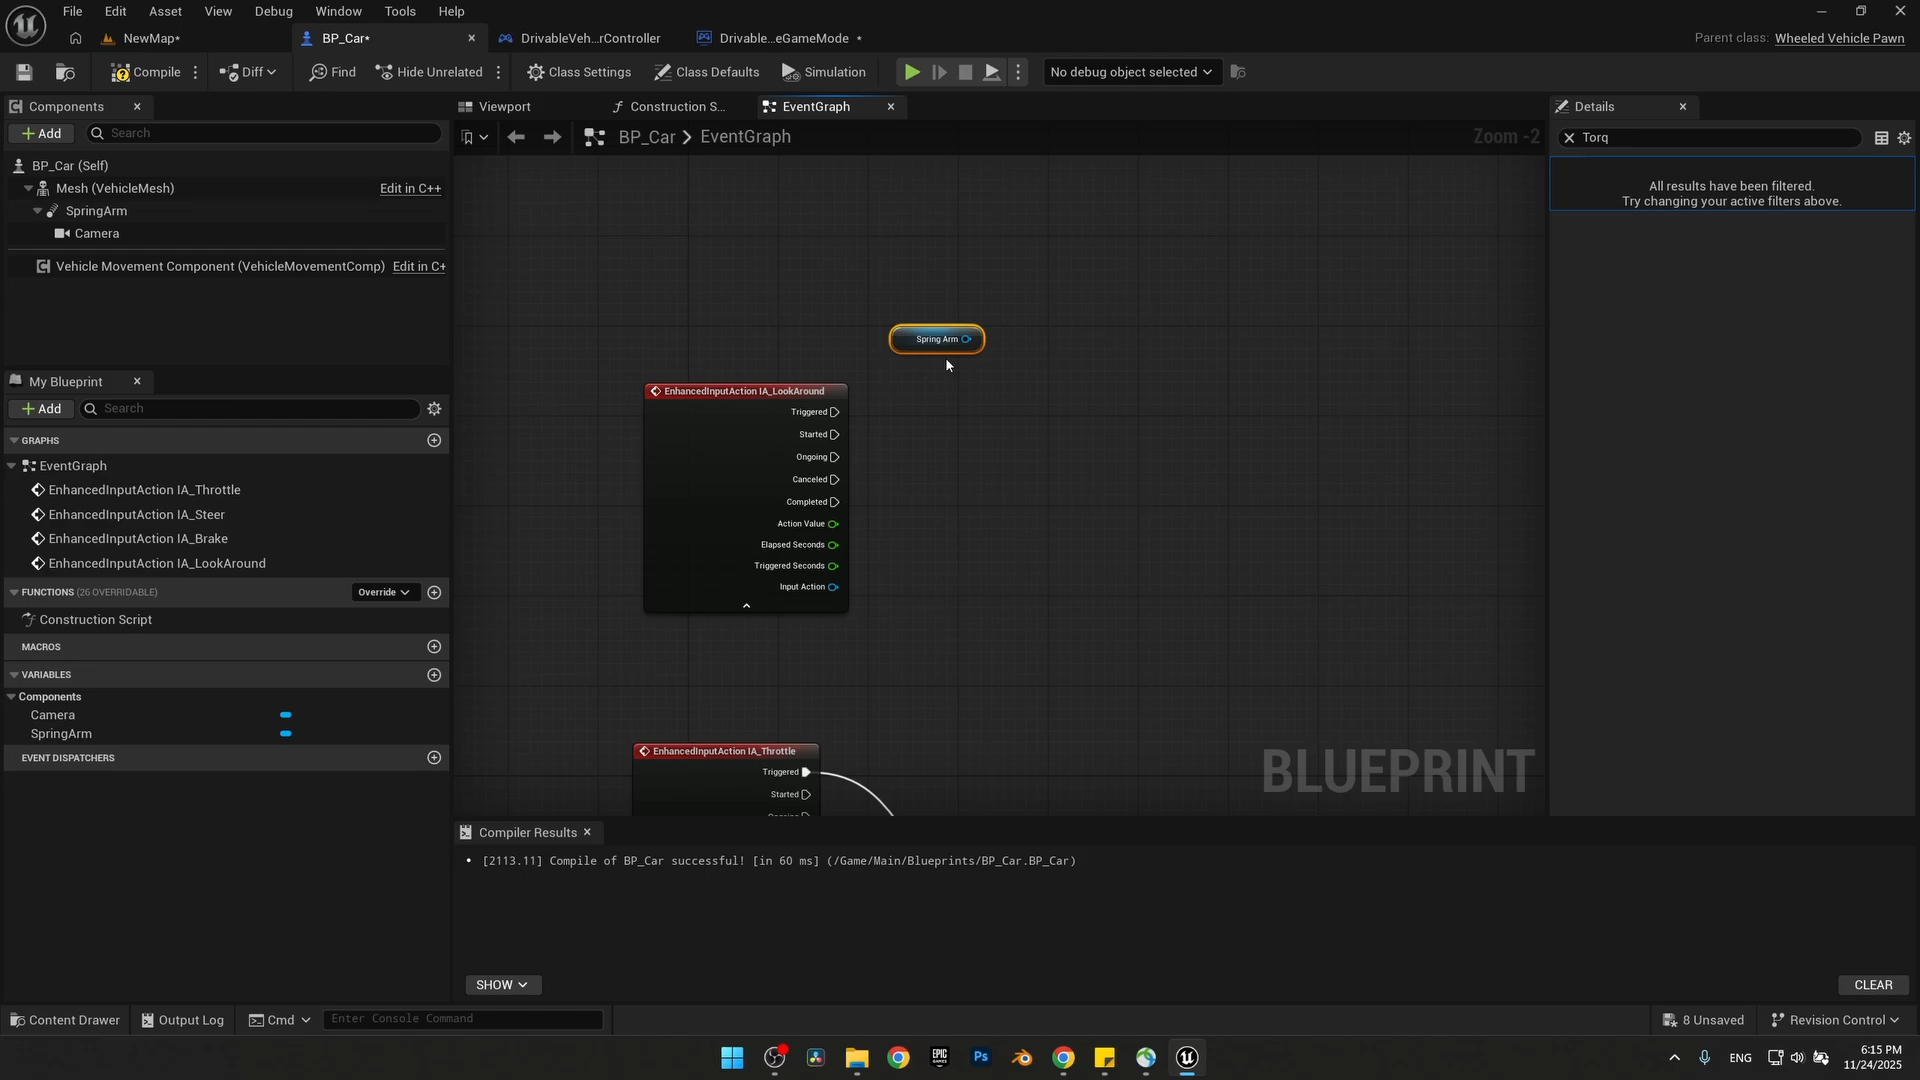 File Edit Asset View Debug Window Tools Help
NewMap*
BP_Car*
DrivableVeh...rController
Drivable...eGameMode *
Parent class: Wheeled Vehicle Pawn
Compile
Diff
Find
Hide Unrelated
Class Settings
Class Defaults
Simulation
No debug object selected
Components
Add
Search
BP_Car (Self)
Mesh (VehicleMesh) Edit in C++
SpringArm
Camera
Vehicle Movement Component (VehicleMovementComp) Edit in C+
My Blueprint
Add
Search
GRAPHS
EventGraph
EnhancedInputAction IA_Throttle
EnhancedInputAction IA_Steer
EnhancedInputAction IA_Brake
EnhancedInputAction IA_LookAround
FUNCTIONS (26 OVERRIDABLE)
Override
Construction Script
MACROS
VARIABLES
Components
Camera
SpringArm
EVENT DISPATCHERS
Viewport
Construction S...
EventGraph
BP_Car > EventGraph
Zoom -2
Spring Arm
EnhancedInputAction IA_LookAround
Triggered
Started
Ongoing
Canceled
Completed
Action Value
Elapsed Seconds
Triggered Seconds
Input Action
EnhancedInputAction IA_Throttle
Triggered
Started
Ongoing
BLUEPRINT
Details
Torq
All results have been filtered.
Try changing your active filters above.
Compiler Results
• [2113.11] Compile of BP_Car successful! [in 60 ms] (/Game/Main/Blueprints/BP_Car.BP_Car)
SHOW
CLEAR
Content Drawer
Output Log
Cmd
Enter Console Command
8 Unsaved
Revision Control
EPIC
GAMES
Ps
ENG
6:15 PM
11/24/2025